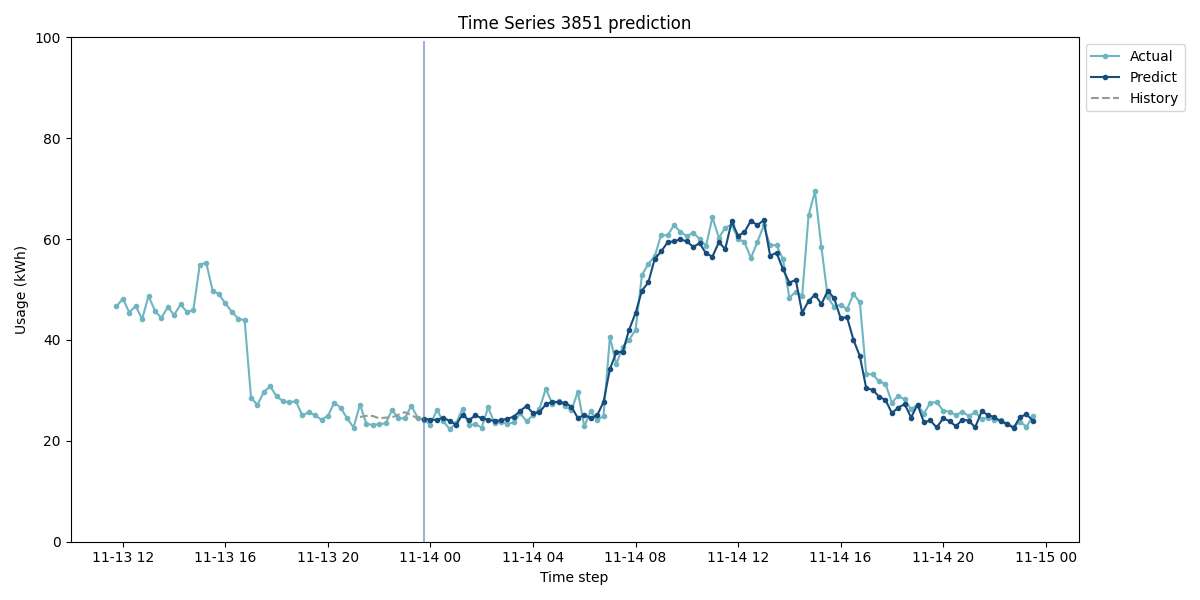 Time Series 3851 prediction
100
80
60
40
20
0
Usage (kWh)
11-13 12
11-13 16
11-13 20
11-14 00
11-14 04
11-14 08
11-14 12
11-14 16
11-14 20
11-15 00
Time step
Actual
Predict
History